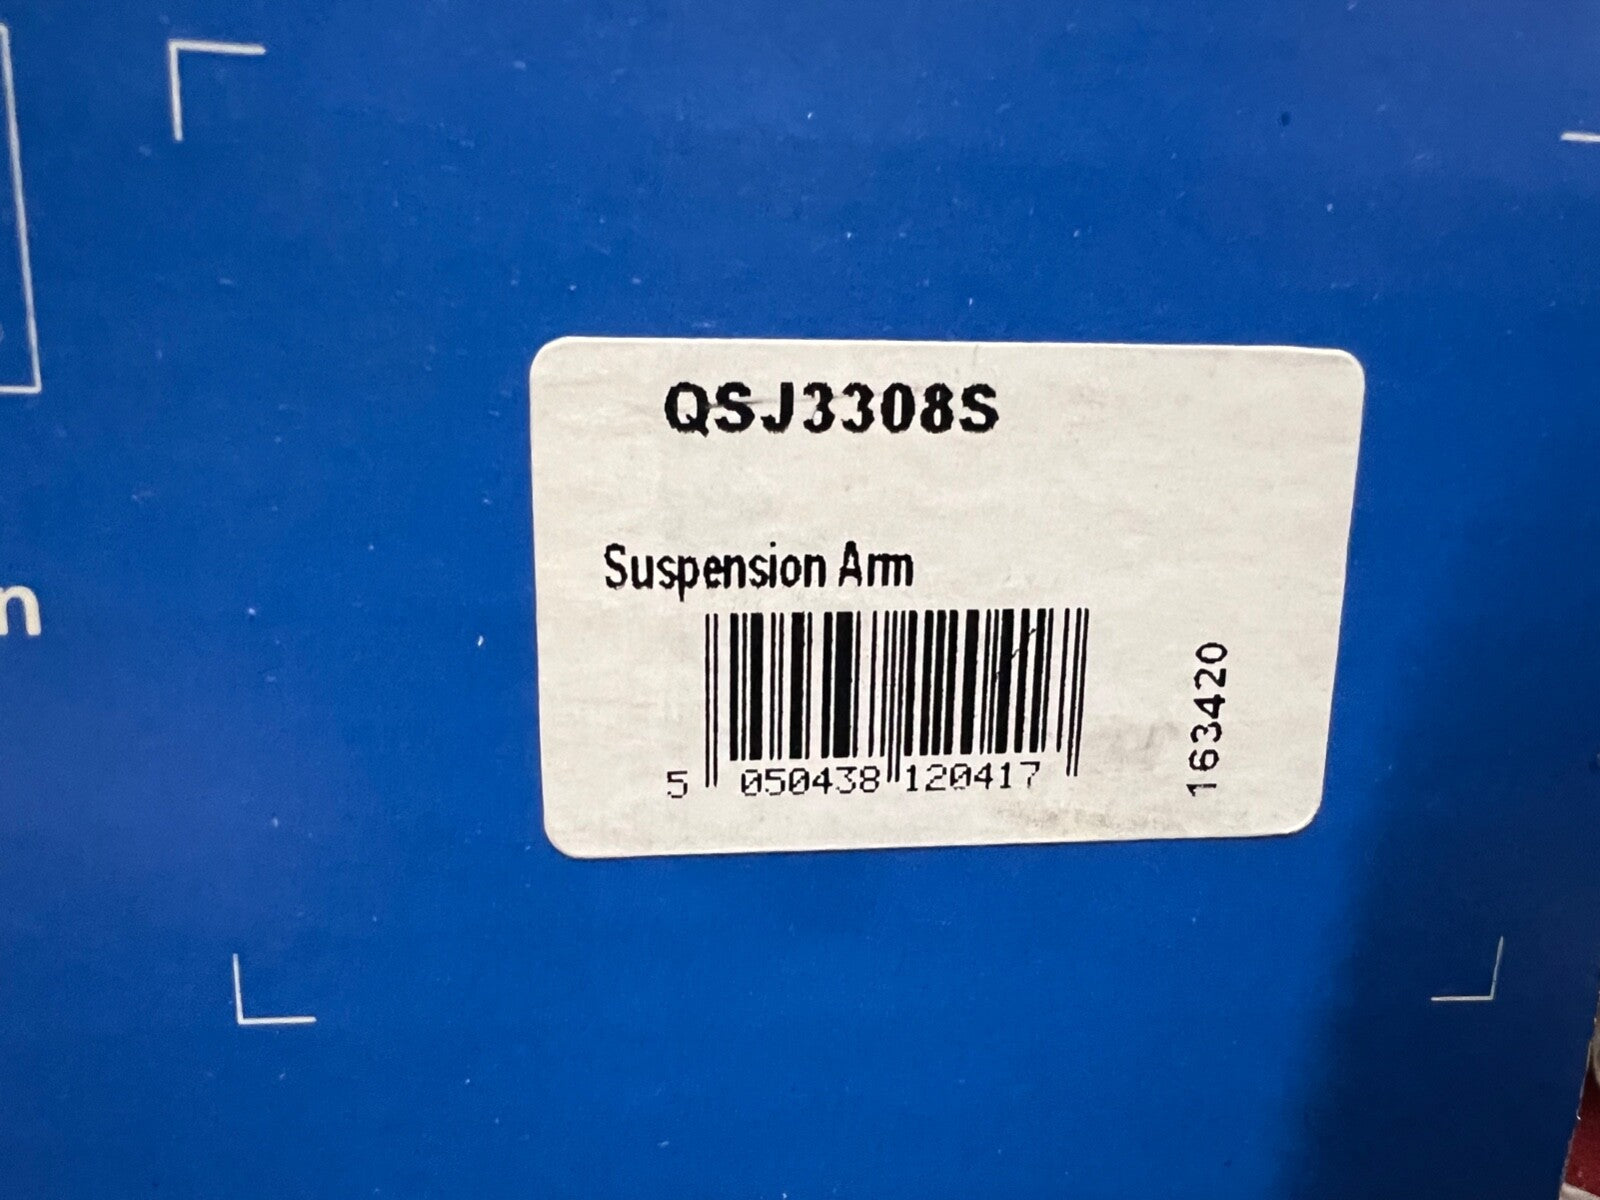 QSJ3308S
Suspension Arm
5 050438 120417
163420
n